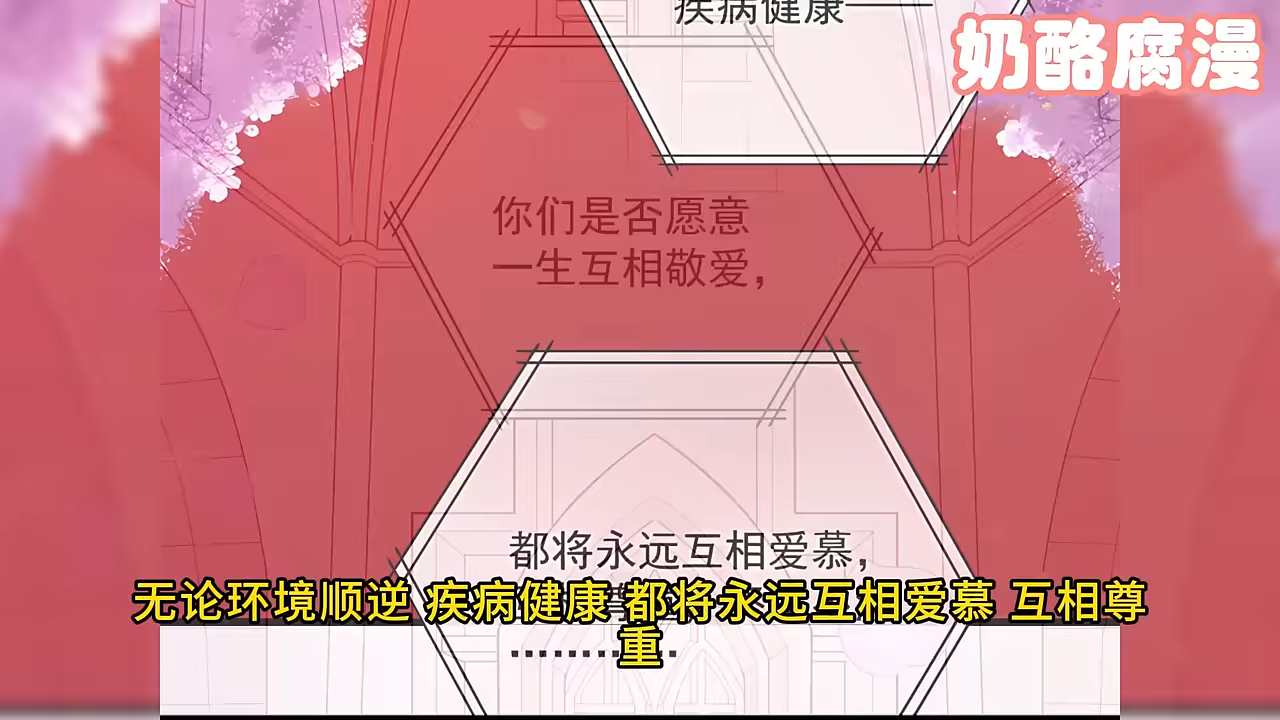 疾病健康——
奶酪腐漫
你们是否愿意
一生互相敬爱，
都将永远互相爱慕，
无论环境顺逆 疾病健康 都将永远互相爱慕 互相尊
重